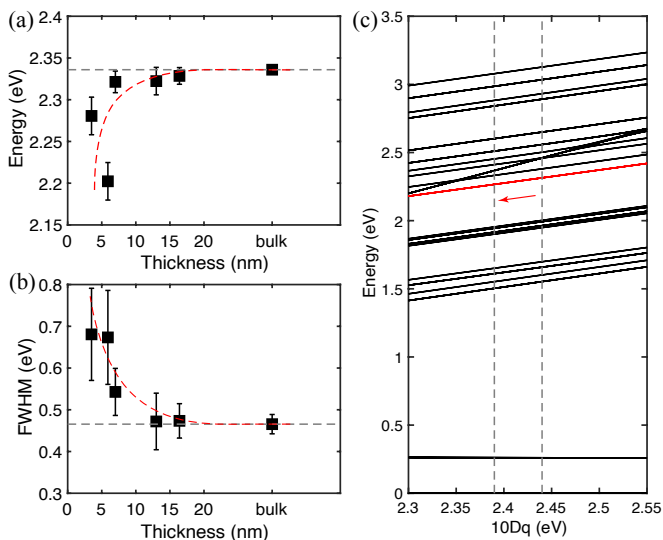 (a)
2.4
2.35
2.3
2.25
2.2
2.15
Energy (eV)
0 5 10 15 20 bulk
Thickness (nm)
(b)
0.8
0.7
0.6
0.5
0.4
0.3
FWHM (eV)
0 5 10 15 20 bulk
Thickness (nm)
(c)
3.5
3
2.5
2
1.5
1
0.5
0
Energy (eV)
2.3 2.35 2.4 2.45 2.5 2.55
10Dq (eV)